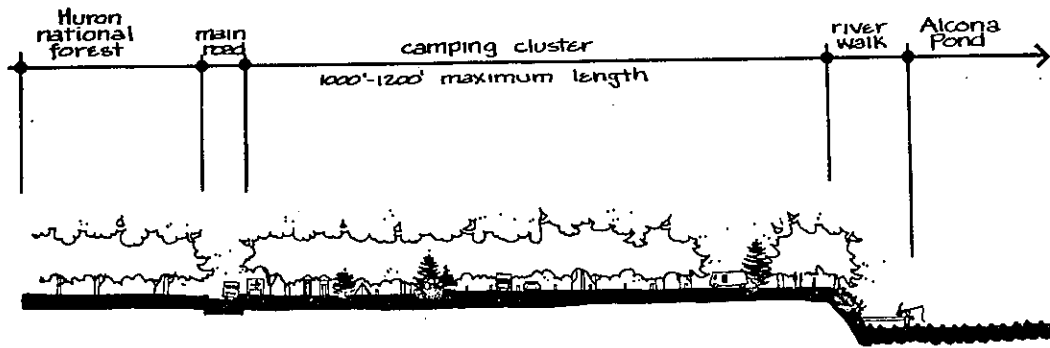 Huron
national
forest
main
road
camping cluster
1000'-1200' maximum length
river
walk
Alcona
Pond